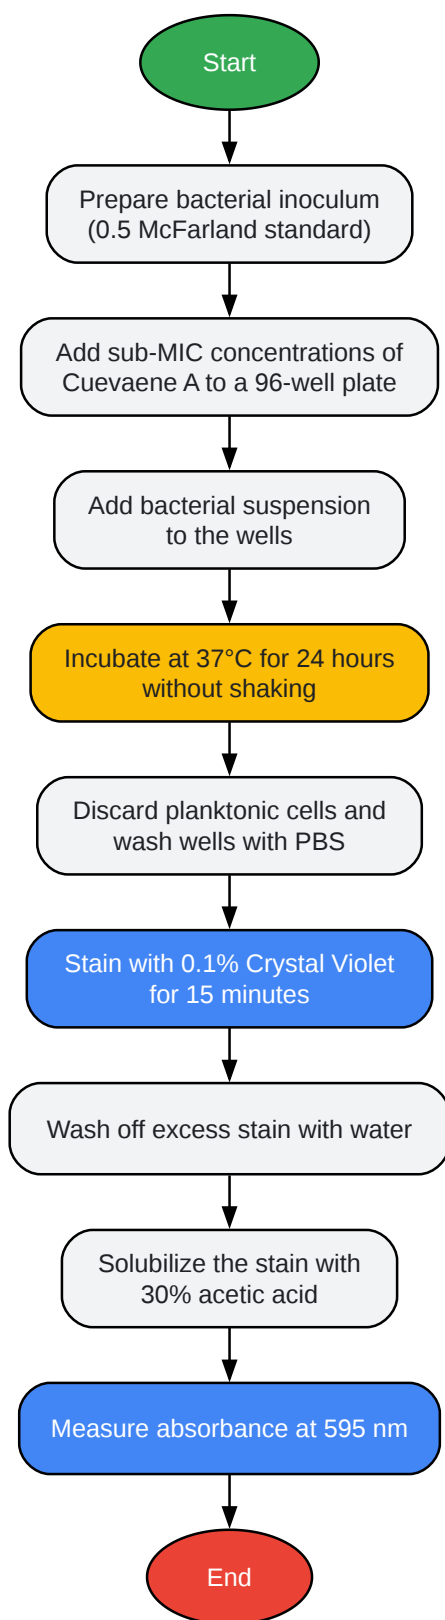 Start
Prepare bacterial inoculum
(0.5 McFarland standard)
Add sub-MIC concentrations of
Cuevaene A to a 96-well plate
Add bacterial suspension
to the wells
Incubate at 37°C for 24 hours
without shaking
Discard planktonic cells and
wash wells with PBS
Stain with 0.1% Crystal Violet
for 15 minutes
Wash off excess stain with water
Solubilize the stain with
30% acetic acid
Measure absorbance at 595 nm
End